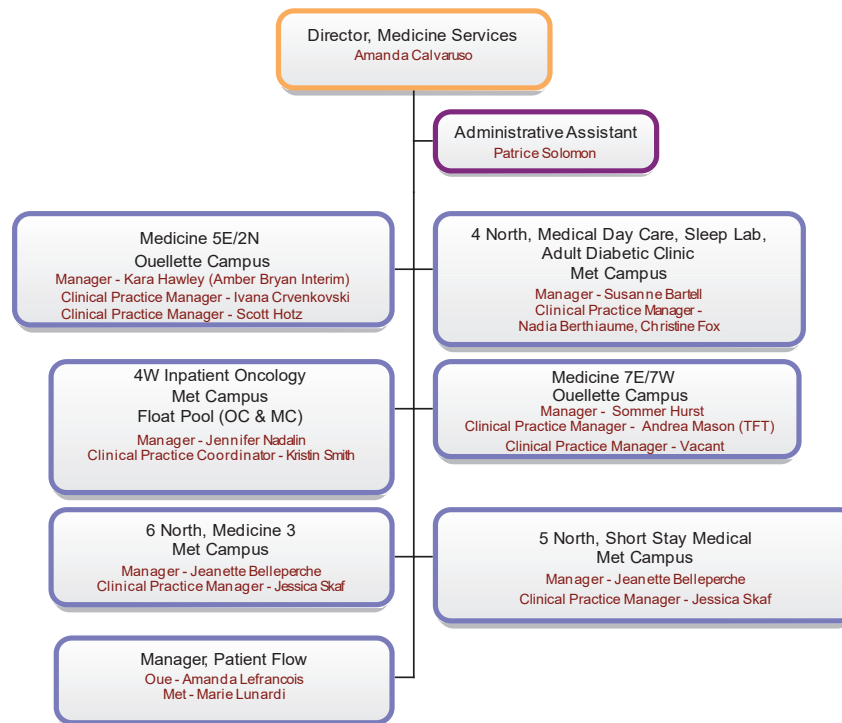 Director, Medicine Services
Amanda Calvaruso
Administrative Assistant
Patrice Solomon
Medicine 5E/2N
Ouellette Campus
Manager - Kara Hawley (Amber Bryan Interim)
Clinical Practice Manager - Ivana Crvenkovski
Clinical Practice Manager - Scott Hotz
4 North, Medical Day Care, Sleep Lab,
Adult Diabetic Clinic
Met Campus
Manager - Susanne Bartell
Clinical Practice Manager -
Nadia Berthiaume, Christine Fox
4W Inpatient Oncology
Met Campus
Float Pool (OC & MC)
Manager - Jennifer Nadalin
Clinical Practice Coordinator - Kristin Smith
Medicine 7E/7W
Ouellette Campus
Manager - Sommer Hurst
Clinical Practice Manager - Andrea Mason (TFT)
Clinical Practice Manager - Vacant
6 North, Medicine 3
Met Campus
Manager - Jeanette Belleperche
Clinical Practice Manager - Jessica Skaf
5 North, Short Stay Medical
Met Campus
Manager - Jeanette Belleperche
Clinical Practice Manager - Jessica Skaf
Manager, Patient Flow
Oue - Amanda Lefrancois
Met - Marie Lunardi